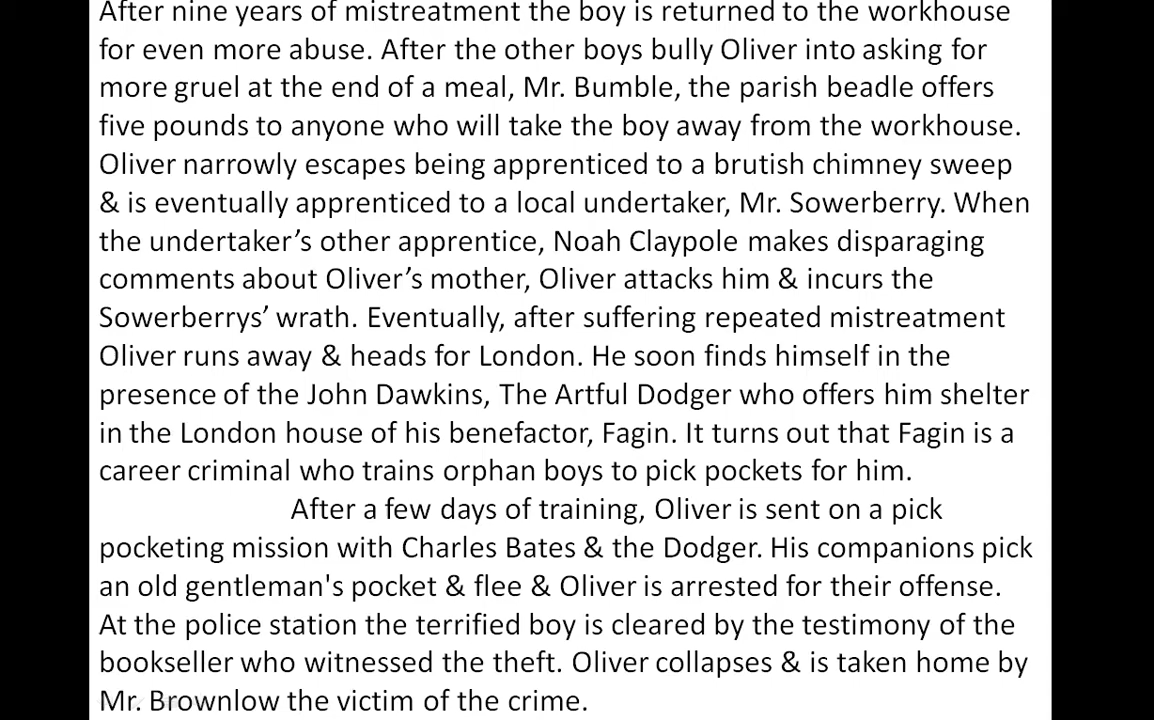 After nine years of mistreatment the boy is returned to the workhouse
for even more abuse. After the other boys bully Oliver into asking for
more gruel at the end of a meal, Mr. Bumble, the parish beadle offers
five pounds to anyone who will take the boy away from the workhouse.
Oliver narrowly escapes being apprenticed to a brutish chimney sweep
& is eventually apprenticed to a local undertaker, Mr. Sowerberry. When
the undertaker’s other apprentice, Noah Claypole makes disparaging
comments about Oliver’s mother, Oliver attacks him & incurs the
Sowerberrys’ wrath. Eventually, after suffering repeated mistreatment
Oliver runs away & heads for London. He soon finds himself in the
presence of the John Dawkins, The Artful Dodger who offers him shelter
in the London house of his benefactor, Fagin. It turns out that Fagin is a
career criminal who trains orphan boys to pick pockets for him.
After a few days of training, Oliver is sent on a pick
pocketing mission with Charles Bates & the Dodger. His companions pick
an old gentleman's pocket & flee & Oliver is arrested for their offense.
At the police station the terrified boy is cleared by the testimony of the
bookseller who witnessed the theft. Oliver collapses & is taken home by
Mr. Brownlow the victim of the crime.